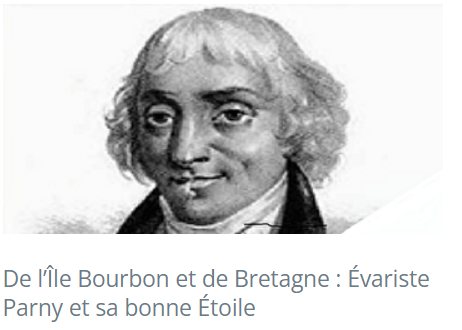 De l’Île Bourbon et de Bretagne : Évariste
Parny et sa bonne Étoile